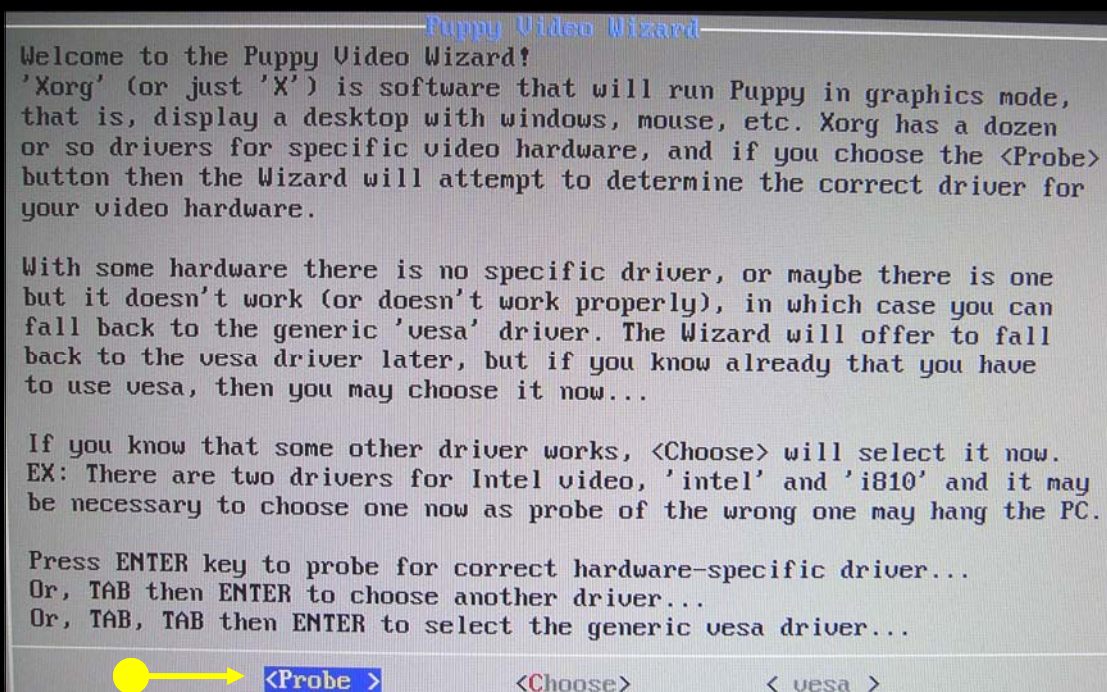 Puppy Video Wizard
Welcome to the Puppy Video Wizard!
'Xorg' (or just 'X') is software that will run Puppy in graphics mode,
that is, display a desktop with windows, mouse, etc. Xorg has a dozen
or so drivers for specific video hardware, and if you choose the <Probe>
button then the Wizard will attempt to determine the correct driver for
your video hardware.
With some hardware there is no specific driver, or maybe there is one
but it doesn't work (or doesn't work properly), in which case you can
fall back to the generic 'vesa' driver. The Wizard will offer to fall
back to the vesa driver later, but if you know already that you have
to use vesa, then you may choose it now...
If you know that some other driver works, <Choose> will select it now.
EX: There are two drivers for Intel video, 'intel' and 'i810' and it may
be necessary to choose one now as probe of the wrong one may hang the PC.
Press ENTER key to probe for correct hardware-specific driver...
Or, TAB then ENTER to choose another driver...
Or, TAB, TAB then ENTER to select the generic vesa driver...
<Probe > <Choose> < vesa >